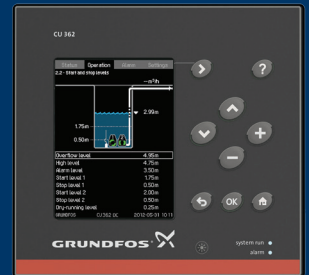 CU 362
Status Operation Alarm Settings
2.2 - Start and stop levels
--m³/h
2.99m
1.75m
0.50m
Overflow level 4.95m
High level 4.75m
Alarm level 3.50m
Start level 1 1.75m
Stop level 1 0.50m
Start level 2 2.00m
Stop level 2 0.50m
Dry-running level 0.25m
GRUNDFOS CU362 DC 2012-05-31 10:11
?
+
−
OK
GRUNDFOS
system run
alarm